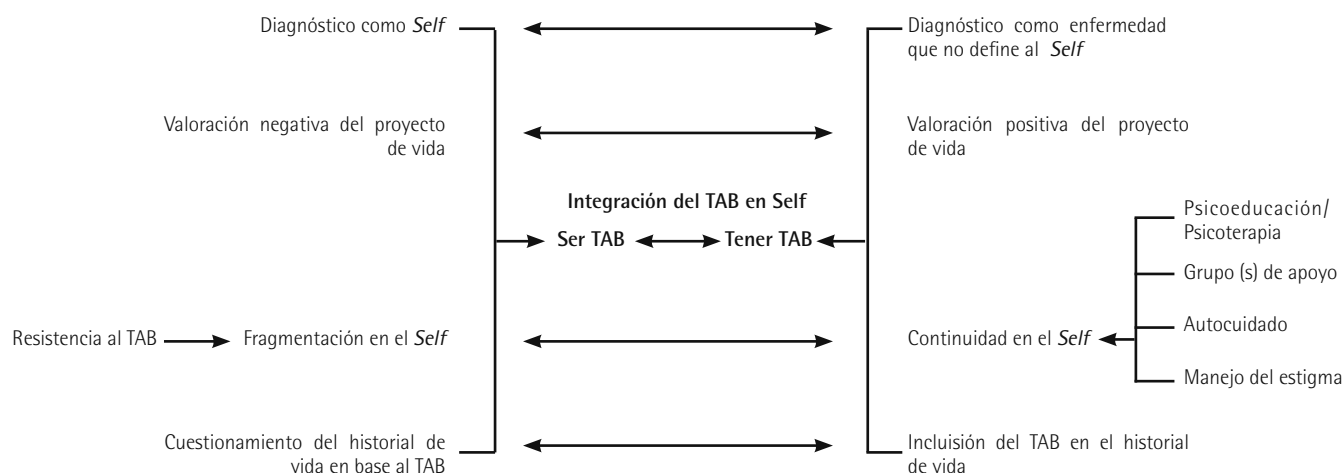 Diagnóstico como Self
Diagnóstico como enfermedad
que no define al Self
Valoración negativa del proyecto
de vida
Valoración positiva del proyecto
de vida
Integración del TAB en Self
Ser TAB
Tener TAB
Psicoeducación/
Psicoterapia
Grupo (s) de apoyo
Autocuidado
Manejo del estigma
Resistencia al TAB
Fragmentación en el Self
Continuidad en el Self
Cuestionamiento del historial de
vida en base al TAB
Incluisión del TAB en el historial
de vida